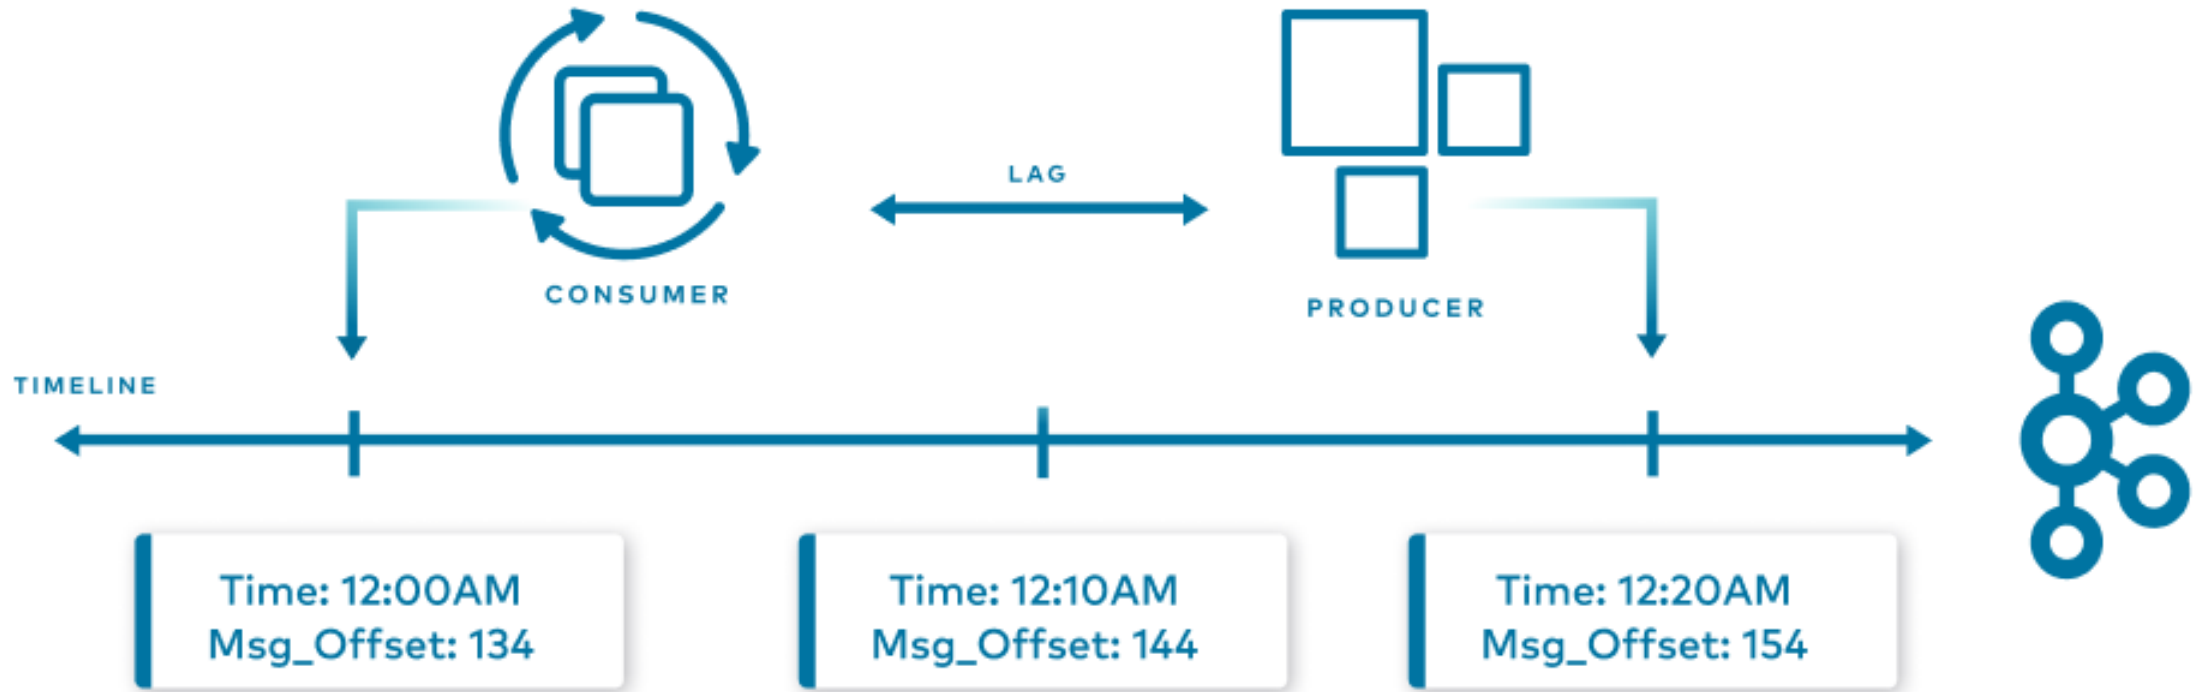 LAG
CONSUMER
PRODUCER
TIMELINE
Time: 12:00AM
Msg_Offset: 134
Time: 12:10AM
Msg_Offset: 144
Time: 12:20AM
Msg_Offset: 154